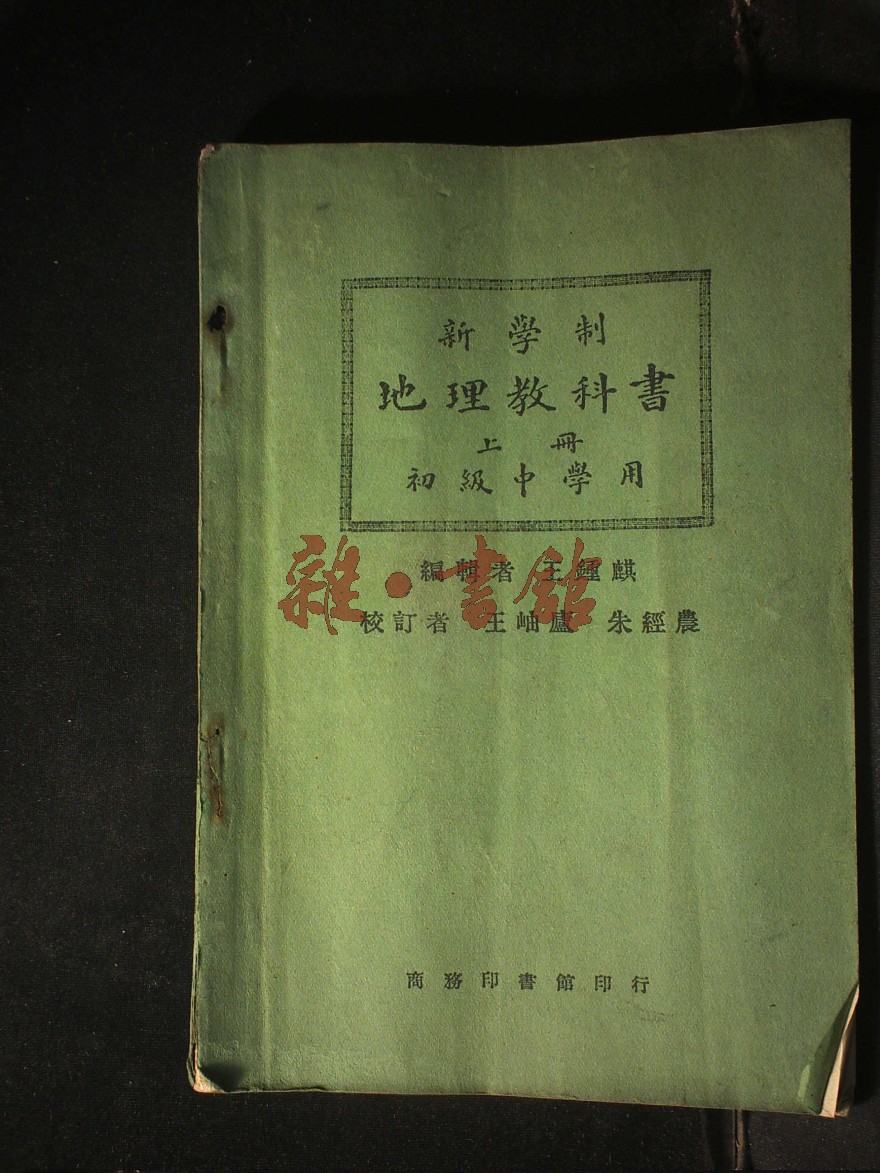 新學制
地理教科書
上冊
初級中學用
編輯者 王鍾麒
校訂者 王岫廬 朱經農
雜·書館
商務印書館印行